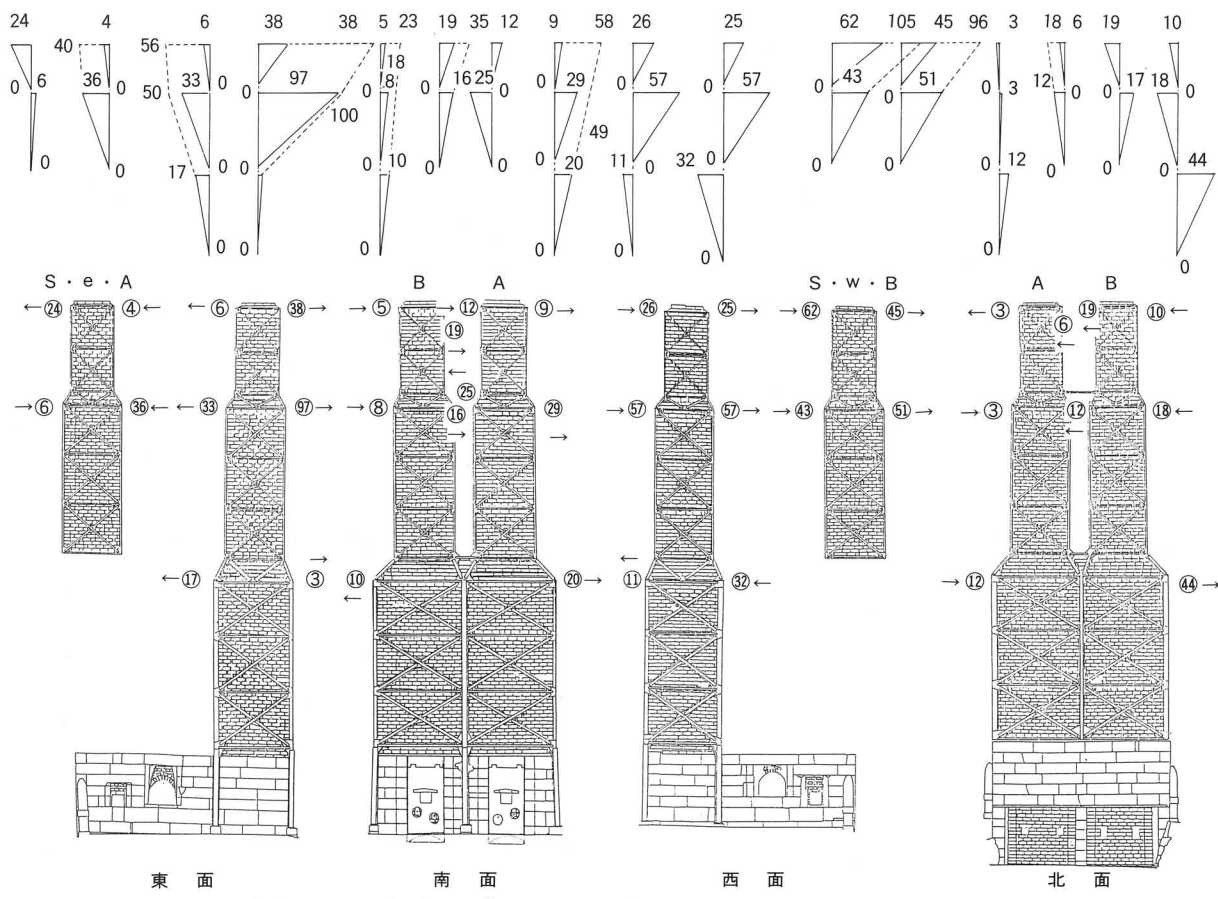 24 4 6 38 38 5 23 19 35 12 9 58 26 25 62 105 45 96 3 18 6 19 10
40 56 18
6 36 33 97 8 16 25 29 57 57 43 51 3 12 17 18
0 0 0 0 0 0 0 0 0 0 0 0 0 0 0 0
50 100 49
0 0 0 0 0 0 0 0 0 0 0 0 0 0 0 0
17 10 20 11 32 12 44
0 0 0 0 0 0 0 0
S・e・A B A S・w・B A B
←㉔ ④← ←⑥ ㊳→ →⑤ →⑫ ⑨→ →㉖ ㉕→ →62 ㊺→ ←③ ⑲ ⑩←
⑲ ⑥ ←
→ ←
←
㉕
→⑥ ㊱← ←㉝ 97→ →⑧ ⑯ ㉙ →57 57→ →㊸ 51→ →③ ⑫ ⑱←
→ → ←
→ ←
←⑰ ③ ⑩ ⑳→ ⑪ ㉜← →⑫ ㊹→
←
東 面 南 面 西 面 北 面